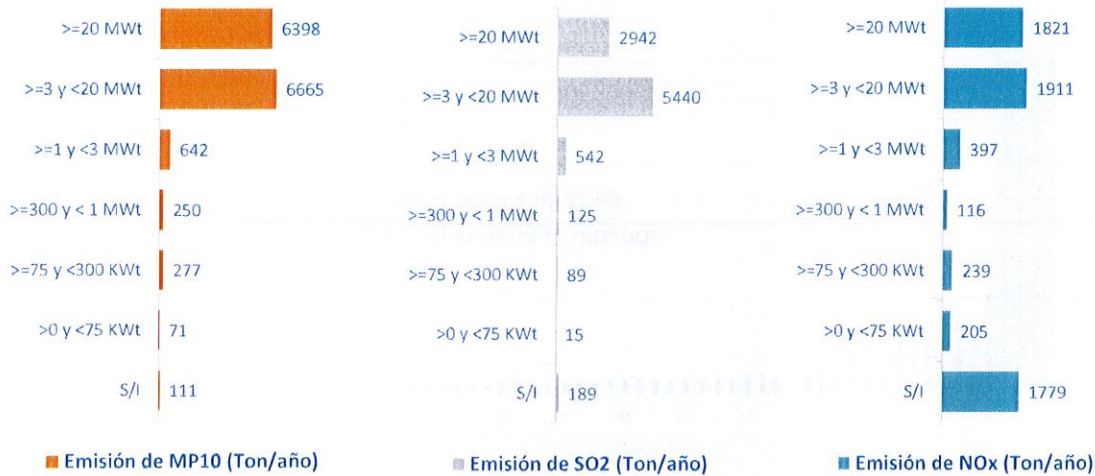 >=20 MWt 6398
>=3 y <20 MWt 6665
>=1 y <3 MWt 642
>=300 y < 1 MWt 250
>=75 y <300 KWt 277
>0 y <75 KWt 71
S/I 111
Emisión de MP10 (Ton/año)
>=20 MWt 2942
>=3 y <20 MWt 5440
>=1 y <3 MWt 542
>=300 y < 1 MWt 125
>=75 y <300 KWt 89
>0 y <75 KWt 15
S/I 189
Emisión de SO2 (Ton/año)
>=20 MWt 1821
>=3 y <20 MWt 1911
>=1 y <3 MWt 397
>=300 y < 1 MWt 116
>=75 y <300 KWt 239
>0 y <75 KWt 205
S/I 1779
Emisión de NOx (Ton/año)